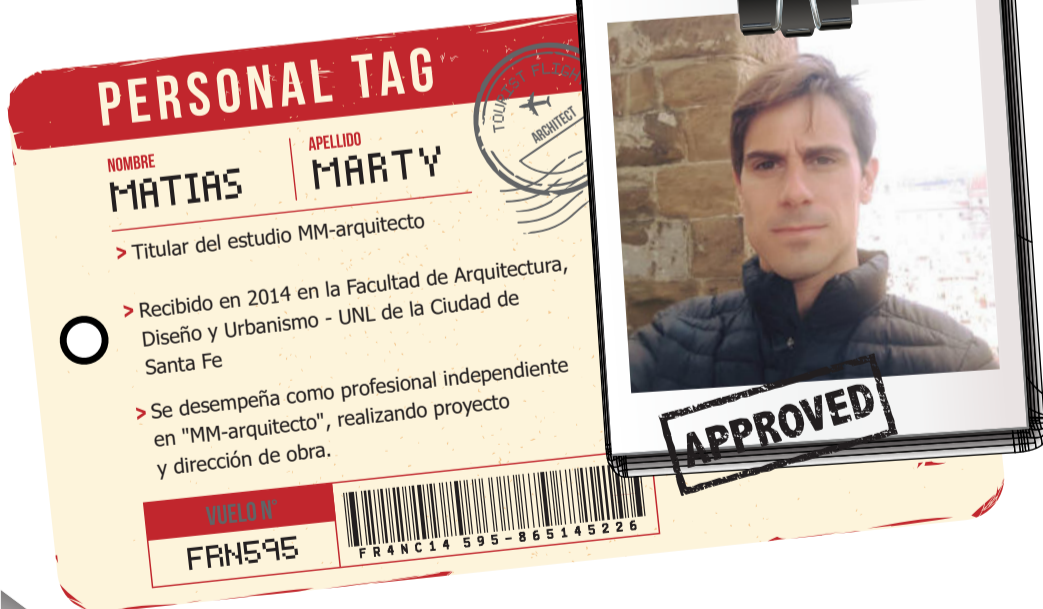 PERSONAL TAG
TOURIST FLIGH
ARCHITECT
NOMBRE
MATIAS
APELLIDO
MARTY
> Titular del estudio MM-arquitecto
> Recibido en 2014 en la Facultad de Arquitectura,
Diseño y Urbanismo - UNL de la Ciudad de
Santa Fe
> Se desempeña como profesional independiente
en "MM-arquitecto", realizando proyecto
y dirección de obra.
APPROVED
VUELO N°
FRN595
FR4NC14 595-865145226